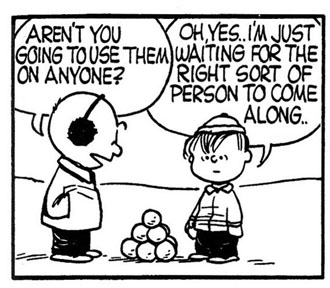 AREN'T YOU
GOING TO USE THEM
ON ANYONE?
OH, YES.. I'M JUST
WAITING FOR THE
RIGHT SORT OF
PERSON TO COME
ALONG..